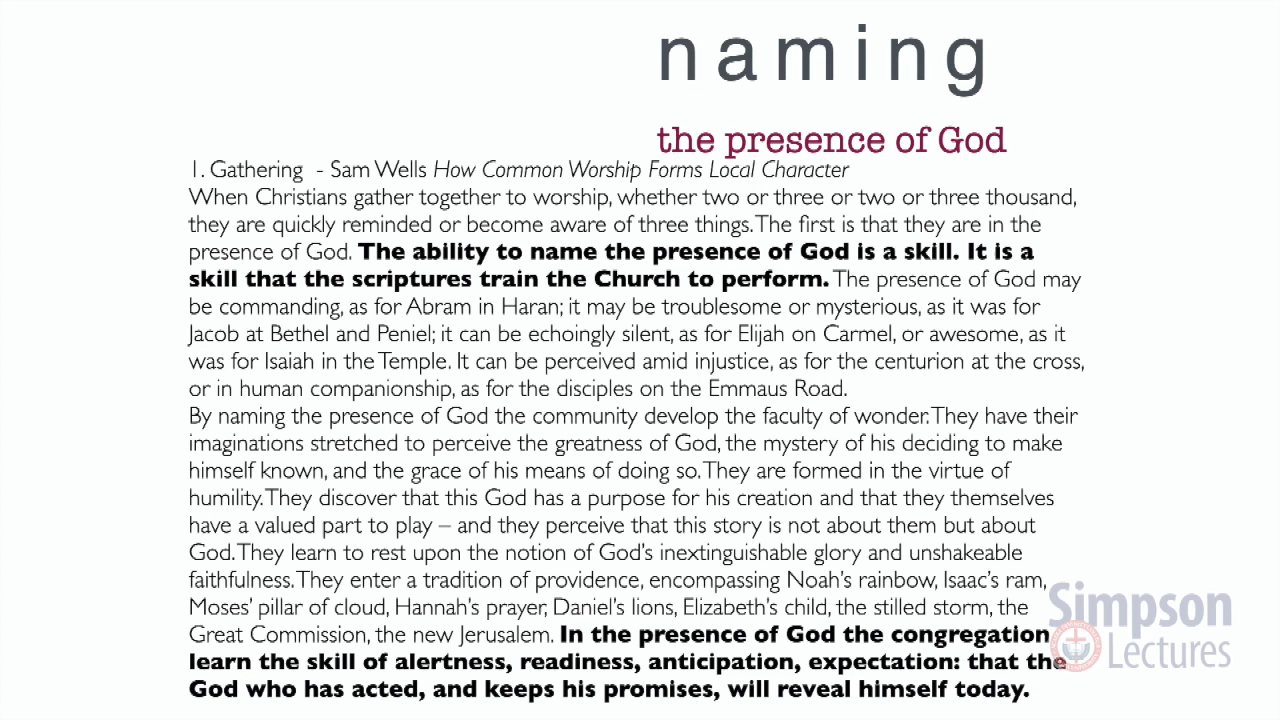 naming
the presence of God
1. Gathering - Sam Wells How Common Worship Forms Local Character
When Christians gather together to worship, whether two or three or two or three thousand,
they are quickly reminded or become aware of three things. The first is that they are in the
presence of God. The ability to name the presence of God is a skill. It is a
skill that the scriptures train the Church to perform. The presence of God may
be commanding, as for Abram in Haran; it may be troublesome or mysterious, as it was for
Jacob at Bethel and Peniel; it can be echoingly silent, as for Elijah on Carmel, or awesome, as it
was for Isaiah in the Temple. It can be perceived amid injustice, as for the centurion at the cross,
or in human companionship, as for the disciples on the Emmaus Road.
By naming the presence of God the community develop the faculty of wonder. They have their
imaginations stretched to perceive the greatness of God, the mystery of his deciding to make
himself known, and the grace of his means of doing so. They are formed in the virtue of
humility. They discover that this God has a purpose for his creation and that they themselves
have a valued part to play – and they perceive that this story is not about them but about
God. They learn to rest upon the notion of God's inextinguishable glory and unshakeable
faithfulness. They enter a tradition of providence, encompassing Noah's rainbow, Isaac's ram,
Moses' pillar of cloud, Hannah's prayer, Daniel's lions, Elizabeth's child, the stilled storm, the
Great Commission, the new Jerusalem. In the presence of God the congregation
learn the skill of alertness, readiness, anticipation, expectation: that the
God who has acted, and keeps his promises, will reveal himself today.
Simpson
Lectures